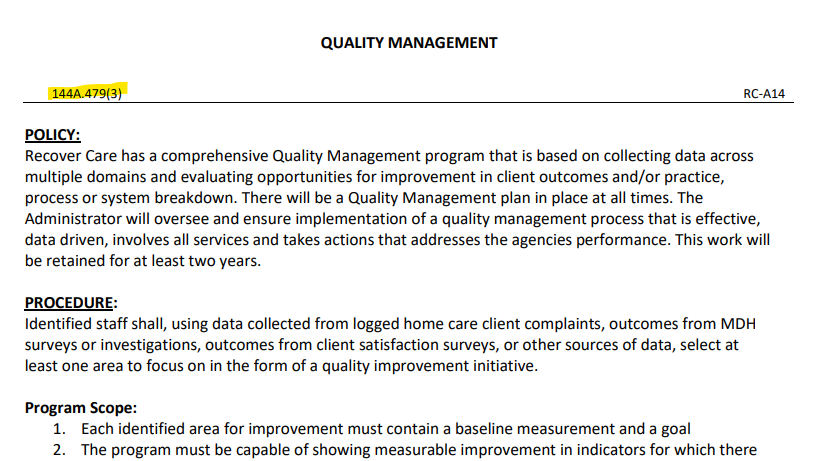 QUALITY MANAGEMENT
144A.479(3) RC-A14
POLICY:
Recover Care has a comprehensive Quality Management program that is based on collecting data across
multiple domains and evaluating opportunities for improvement in client outcomes and/or practice,
process or system breakdown. There will be a Quality Management plan in place at all times. The
Administrator will oversee and ensure implementation of a quality management process that is effective,
data driven, involves all services and takes actions that addresses the agencies performance. This work will
be retained for at least two years.
PROCEDURE:
Identified staff shall, using data collected from logged home care client complaints, outcomes from MDH
surveys or investigations, outcomes from client satisfaction surveys, or other sources of data, select at
least one area to focus on in the form of a quality improvement initiative.
Program Scope:
1. Each identified area for improvement must contain a baseline measurement and a goal
2. The program must be capable of showing measurable improvement in indicators for which there